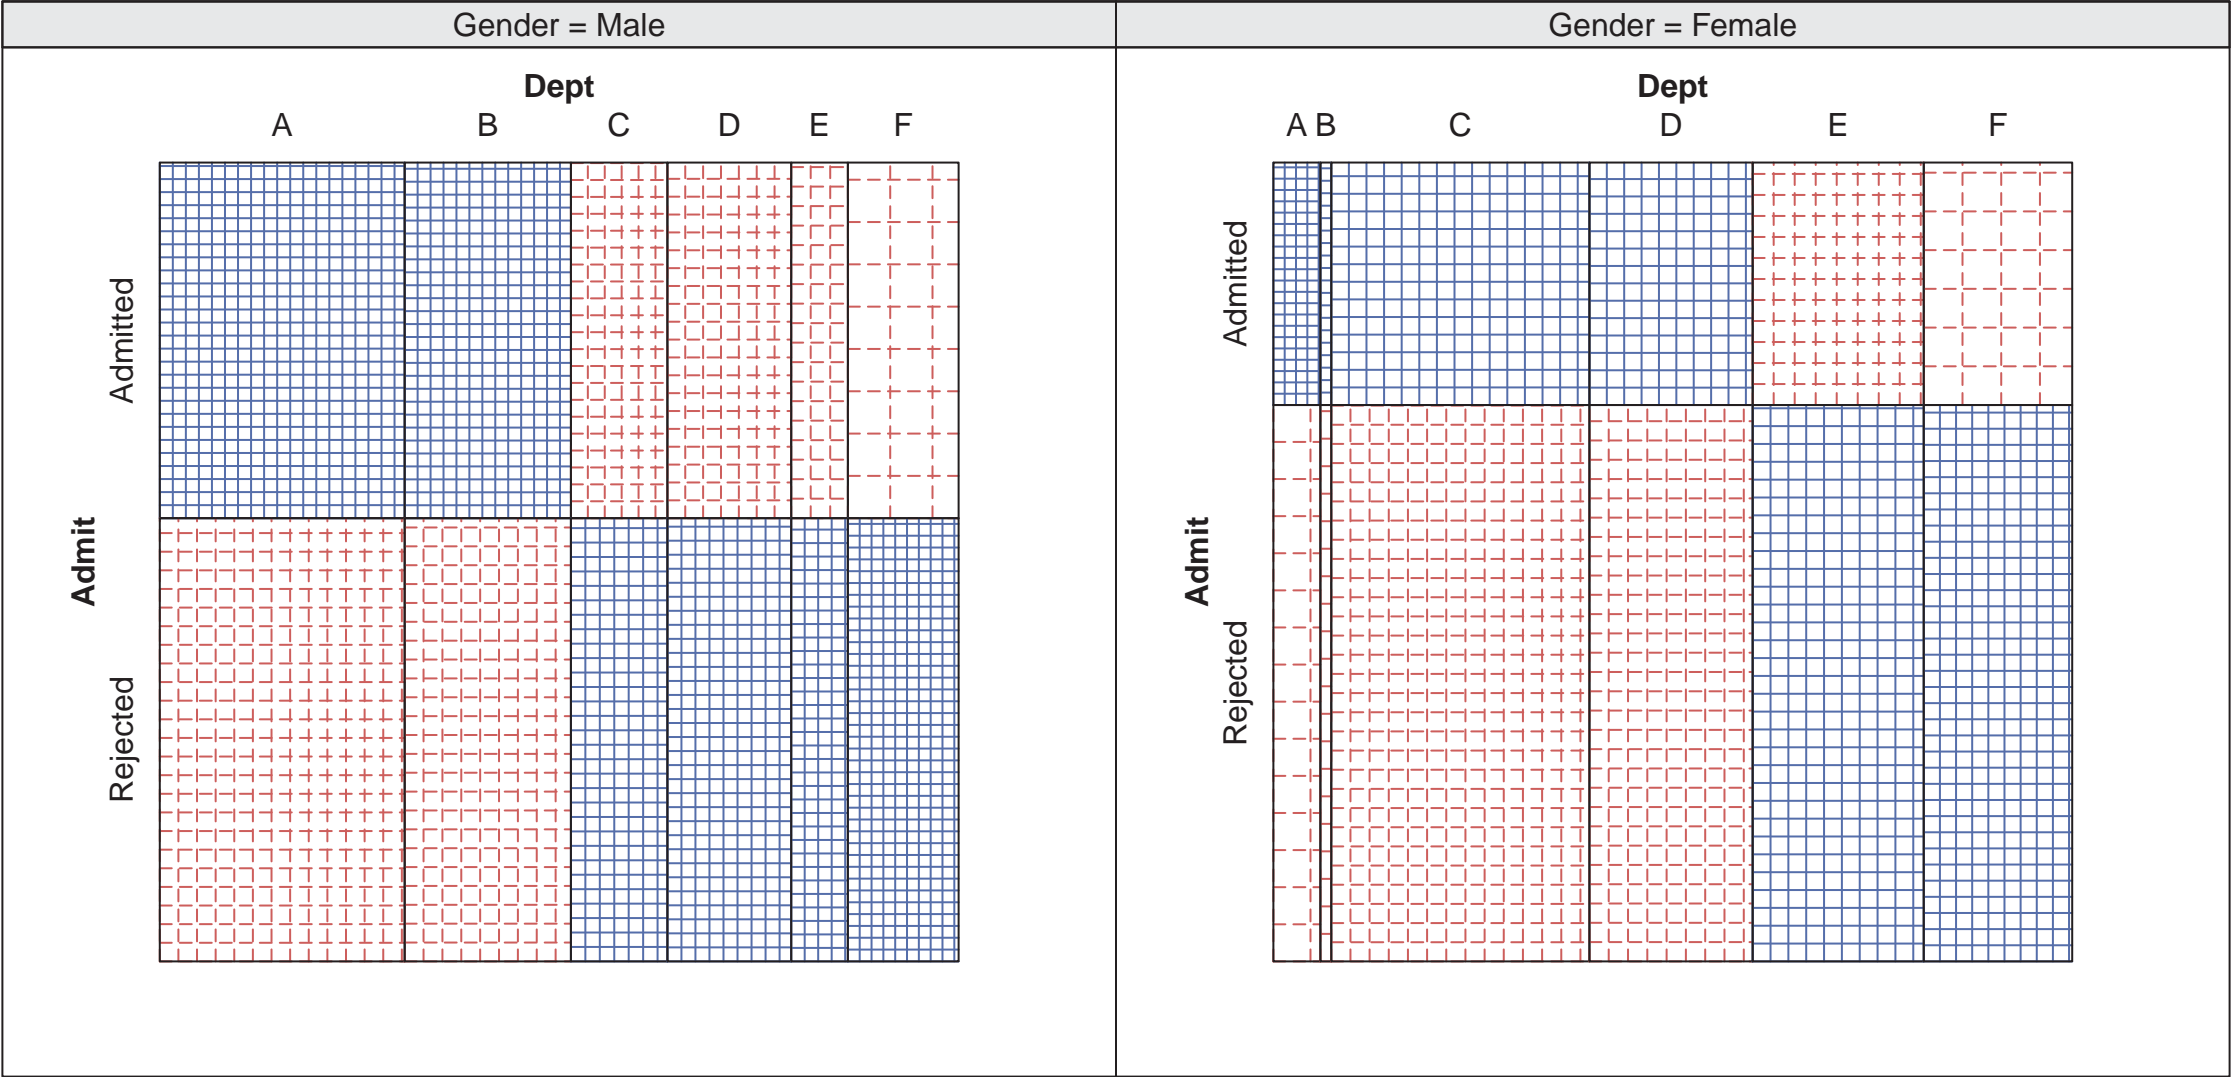 Gender = Male
Dept
A B C D E F
Admitted
Admit
Rejected
Gender = Female
Dept
A B C D E F
Admitted
Admit
Rejected